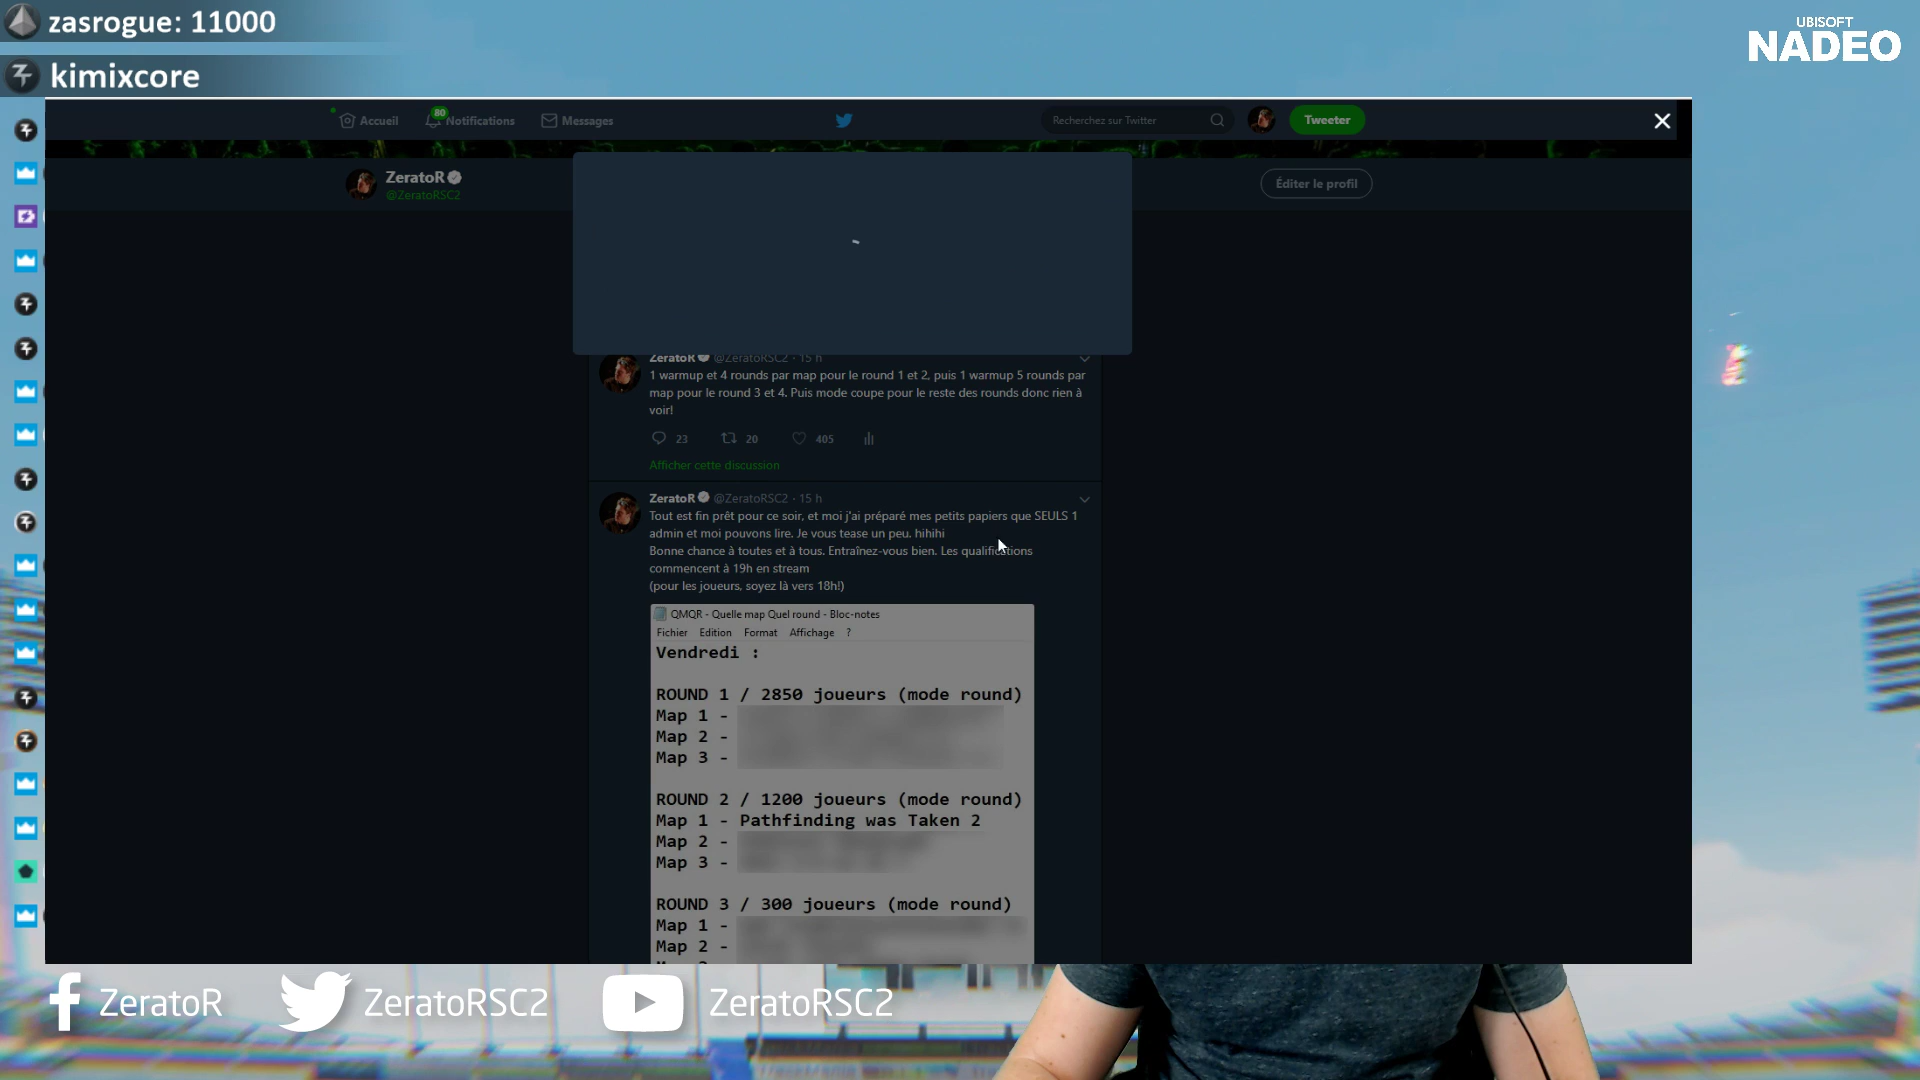 zasrogue: 11000
UBISOFT
NADEO
kimixcore
Accueil
80
Notifications
Messages
Recherchez sur Twitter
Tweeter
ZeratoR
@ZeratoRSC2
Éditer le profil
ZeratoR @ZeratoRSC2 · 15 h
1 warmup et 4 rounds par map pour le round 1 et 2, puis 1 warmup 5 rounds par
map pour le round 3 et 4. Puis mode coupe pour le reste des rounds donc rien à
voir!
23 20 405
Afficher cette discussion
ZeratoR @ZeratoRSC2 · 15 h
Tout est fin prêt pour ce soir, et moi j'ai préparé mes petits papiers que SEULS 1
admin et moi pouvons lire. Je vous tease un peu. hihihi
Bonne chance à toutes et à tous. Entraînez-vous bien. Les qualifications
commencent à 19h en stream
(pour les joueurs, soyez là vers 18h!)
QMQR - Quelle map Quel round - Bloc-notes
Fichier Edition Format Affichage ?
Vendredi :
ROUND 1 / 2850 joueurs (mode round)
Map 1 -
Map 2 -
Map 3 -
ROUND 2 / 1200 joueurs (mode round)
Map 1 - Pathfinding was Taken 2
Map 2 -
Map 3 -
ROUND 3 / 300 joueurs (mode round)
Map 1 -
Map 2 -
ZeratoR ZeratoRSC2 ZeratoRSC2